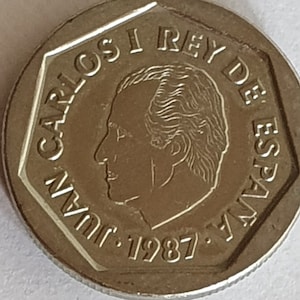 JUAN CARLOS I REY DE ESPAÑA
· 1987 ·